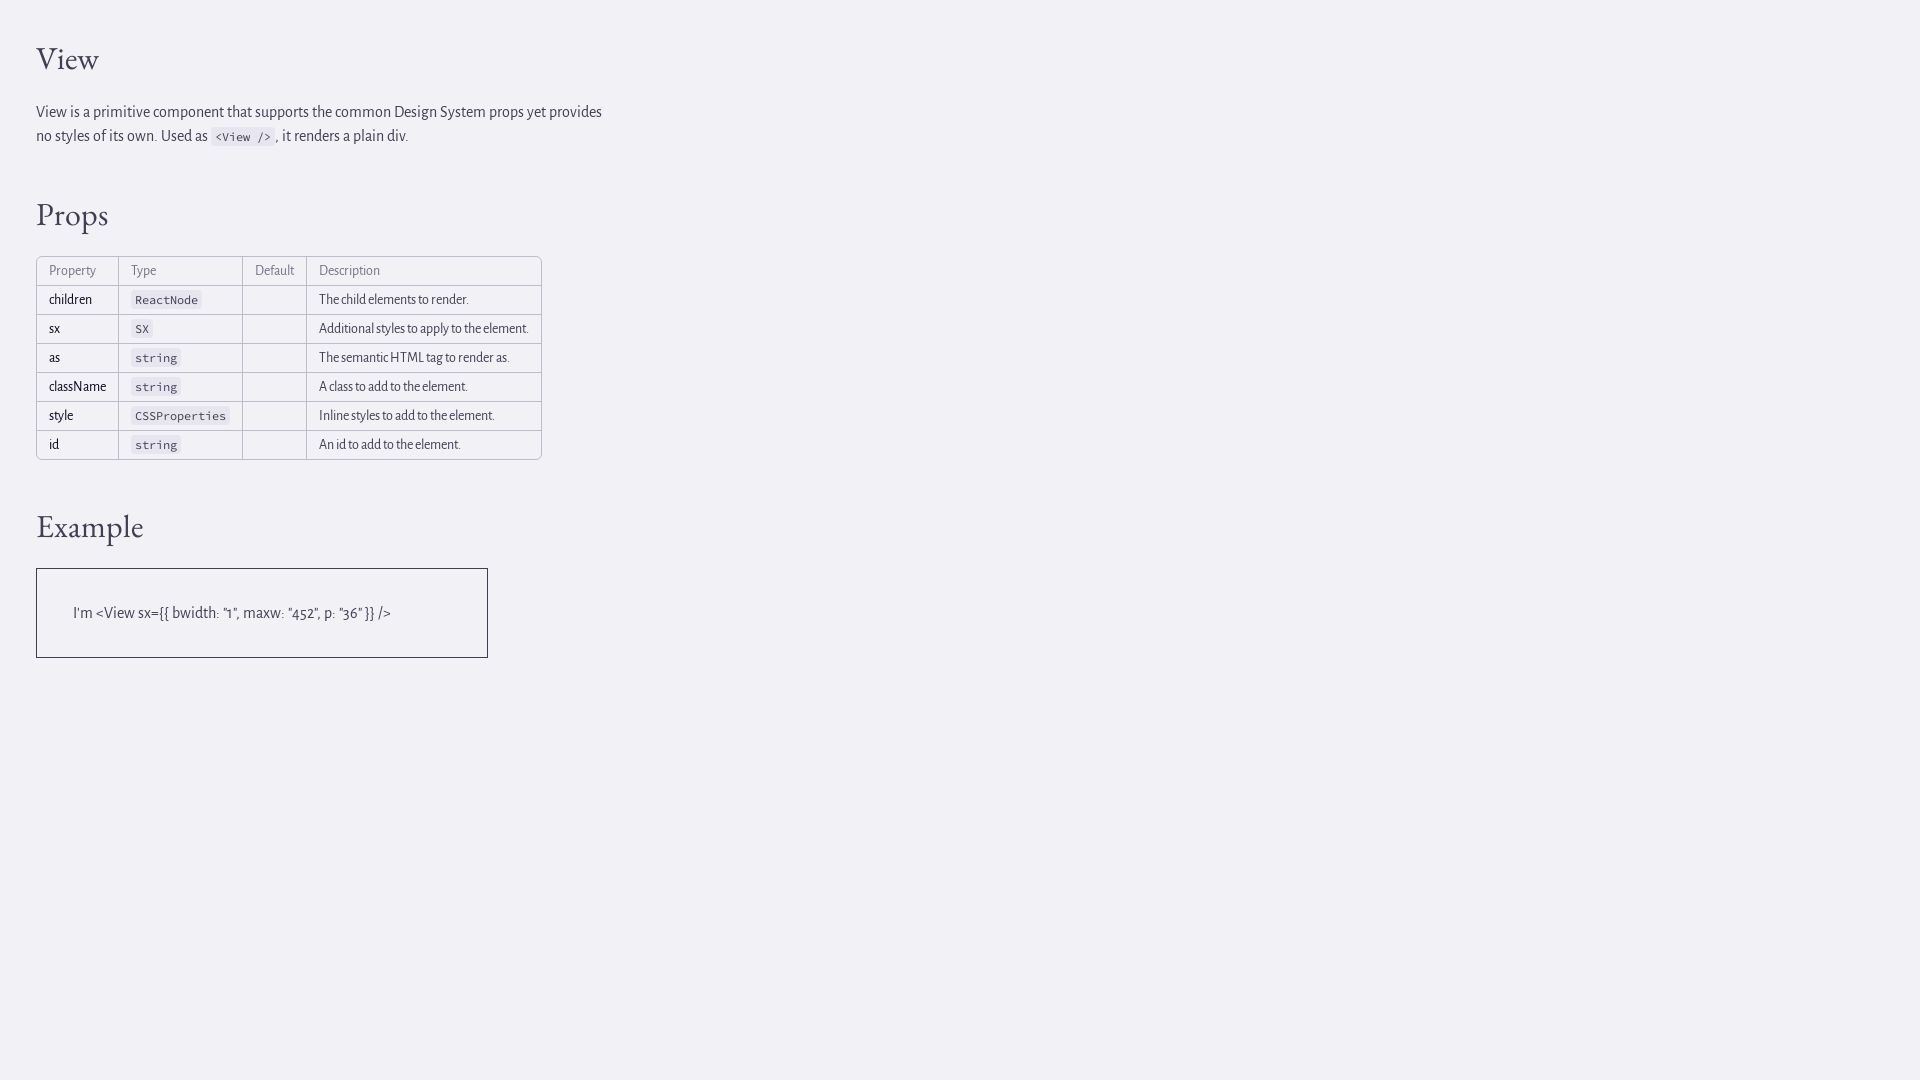 View
View is a primitive component that supports the common Design System props yet provides
no styles of its own. Used as <View />, it renders a plain div.
Props
Property Type Default Description
children ReactNode The child elements to render.
sx SX Additional styles to apply to the element.
as string The semantic HTML tag to render as.
className string A class to add to the element.
style CSSProperties Inline styles to add to the element.
id string An id to add to the element.
Example
I'm <View sx={{ bwidth: "1", maxw: "452", p: "36" }} />